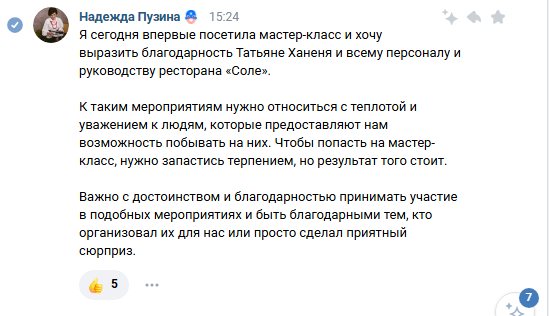 Надежда Пузина 15:24
Я сегодня впервые посетила мастер-класс и хочу
выразить благодарность Татьяне Ханеня и всему персоналу и
руководству ресторана «Соле».
К таким мероприятиям нужно относиться с теплотой и
уважением к людям, которые предоставляют нам
возможность побывать на них. Чтобы попасть на мастер-
класс, нужно запастись терпением, но результат того стоит.
Важно с достоинством и благодарностью принимать участие
в подобных мероприятиях и быть благодарными тем, кто
организовал их для нас или просто сделал приятный
сюрприз.
5
7